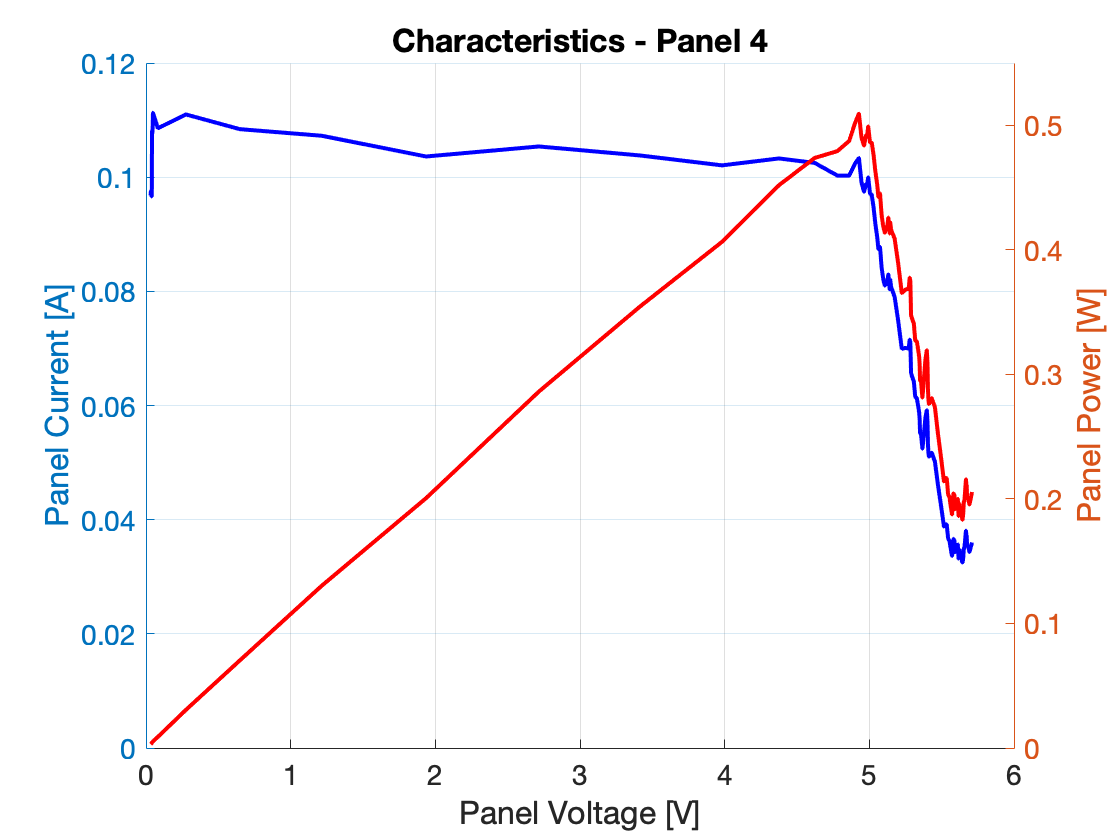 Characteristics - Panel 4
0.12
0.1
0.08
0.06
0.04
0.02
0
Panel Current [A]
0.5
0.4
0.3
0.2
0.1
0
Panel Power [W]
0 1 2 3 4 5 6
Panel Voltage [V]